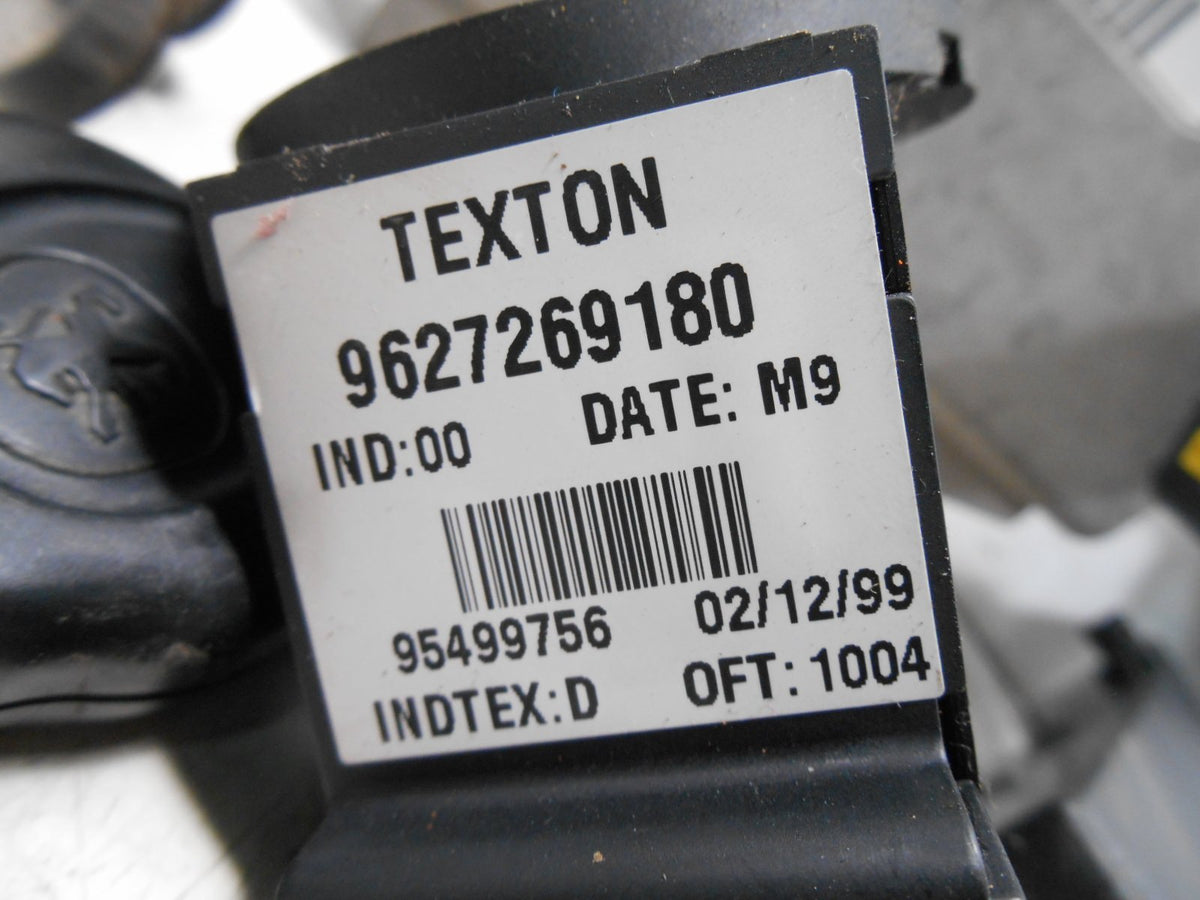 TEXTON
9627269180
IND:00 DATE: M9
95499756 02/12/99
INDTEX:D OFT: 1004